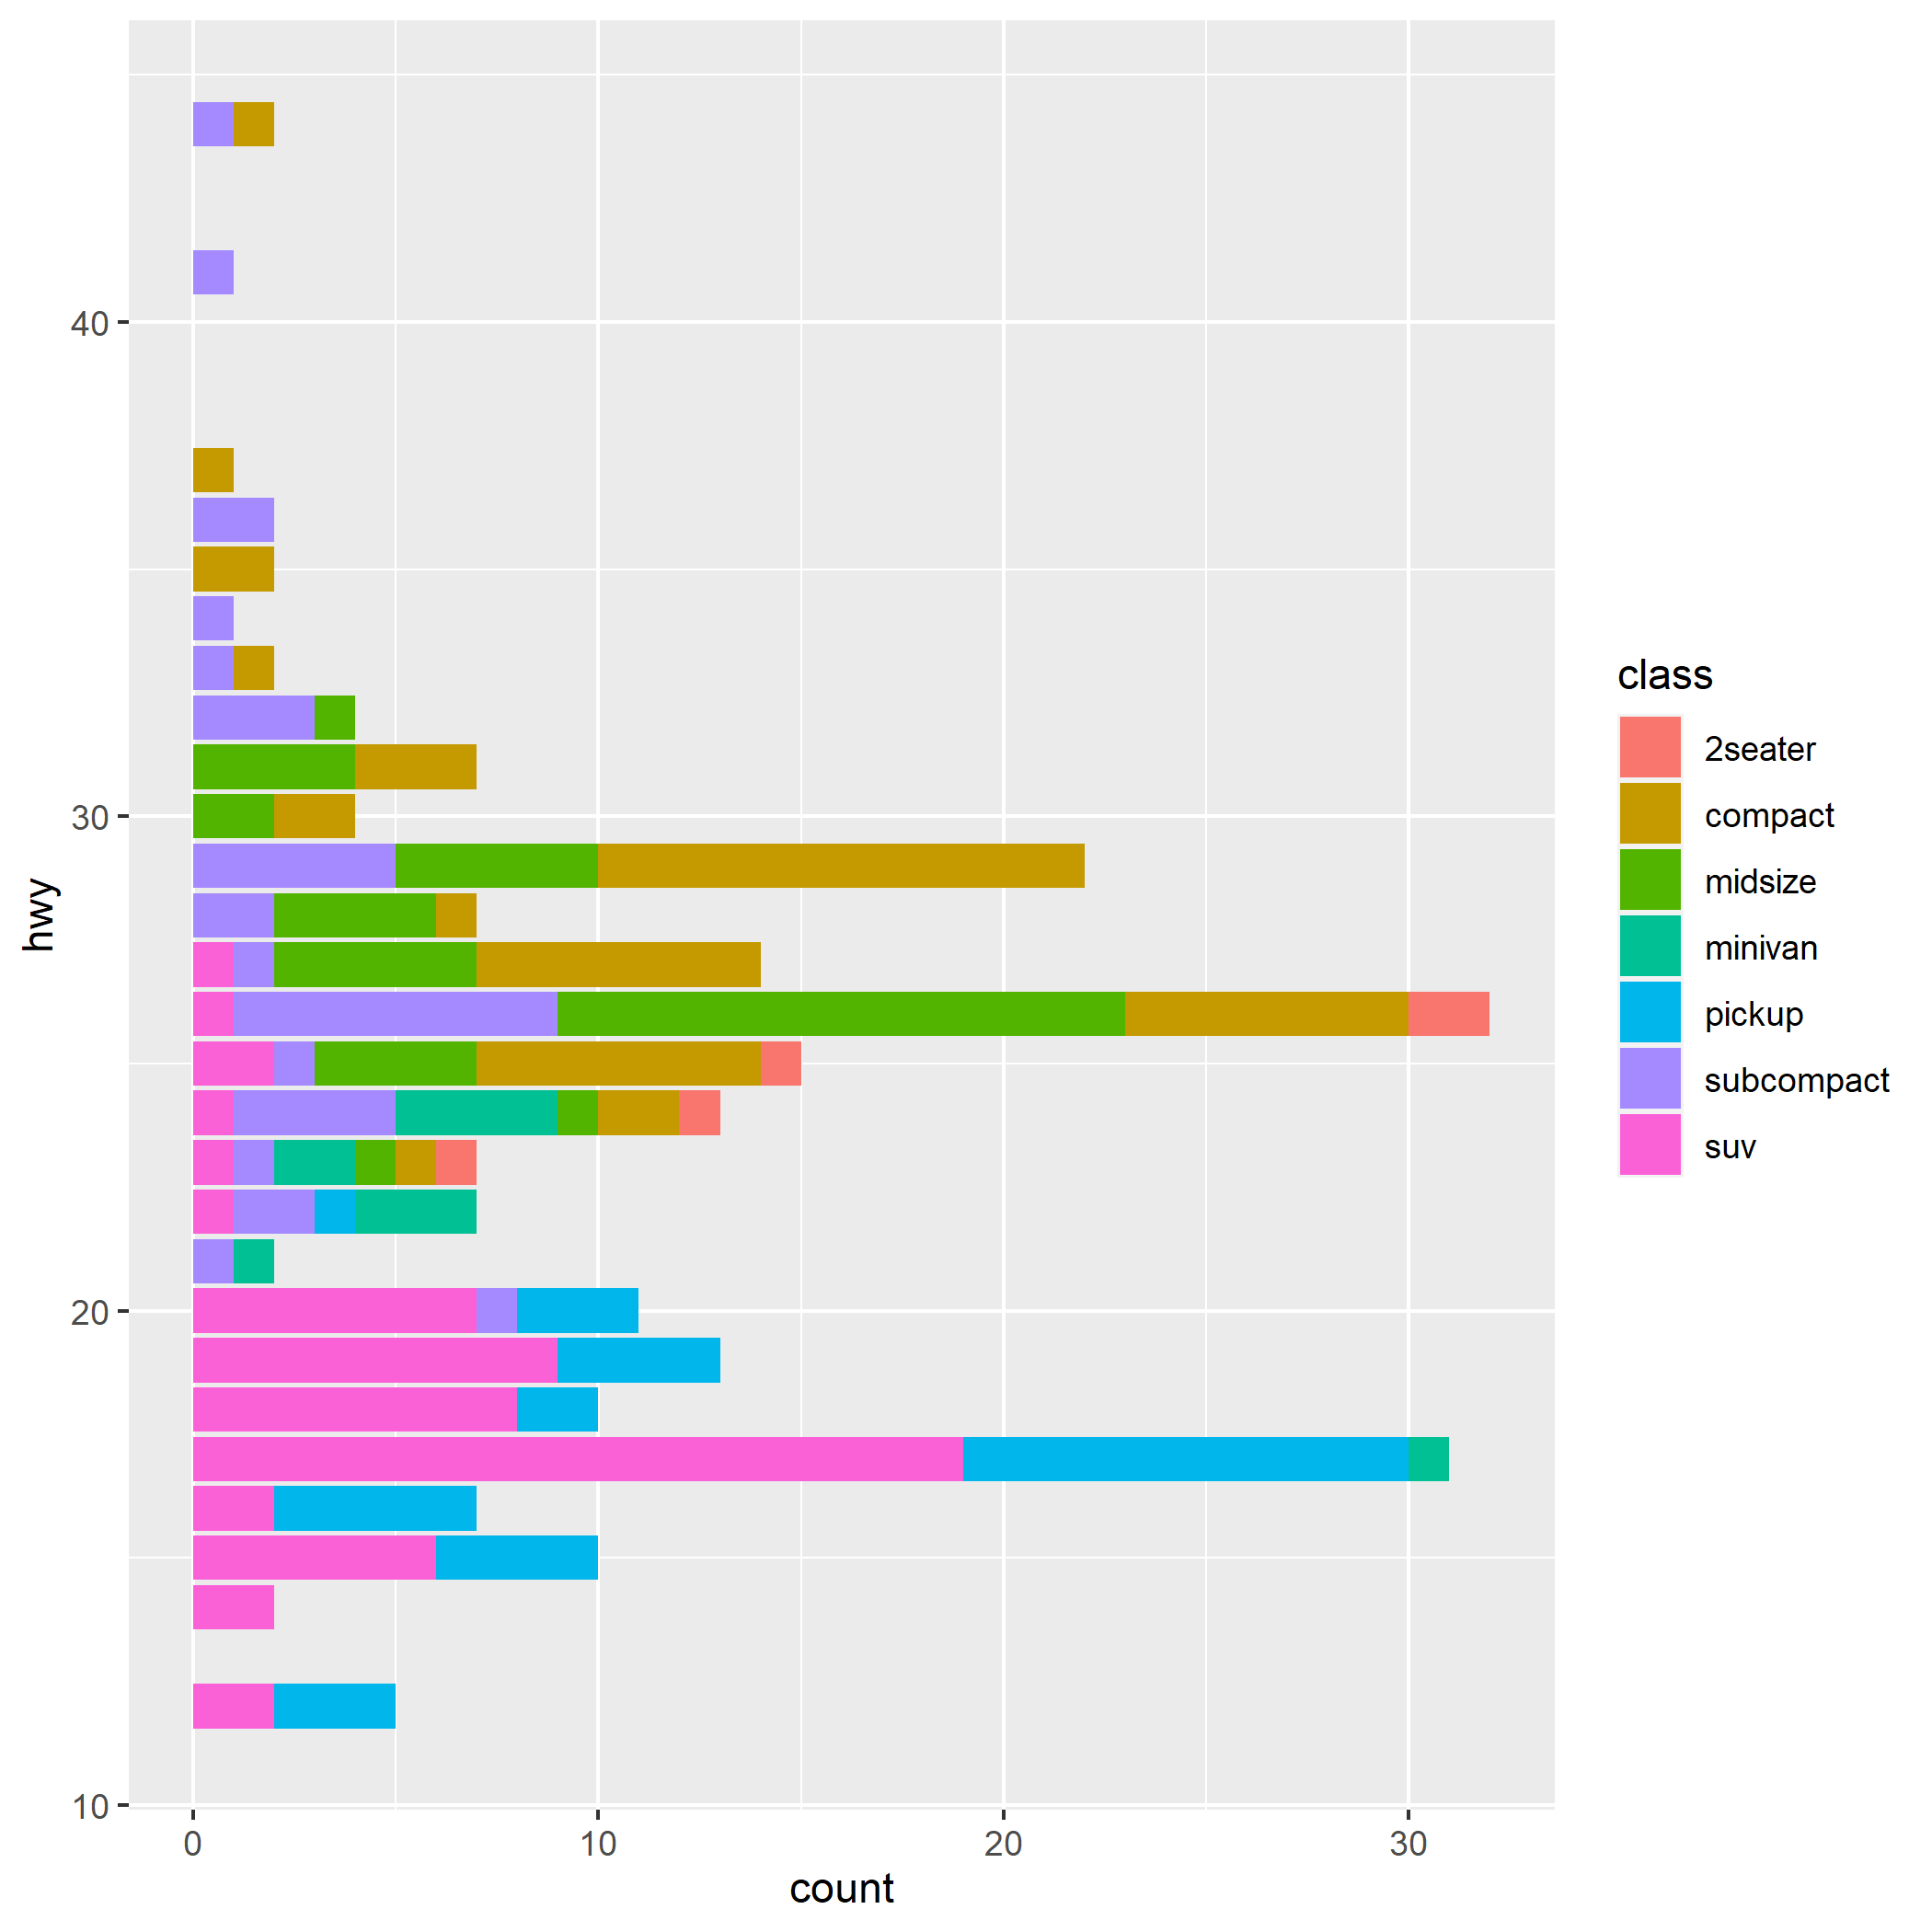 hwy
40
30
20
10
0 10 20 30
count
class
2seater
compact
midsize
minivan
pickup
subcompact
suv